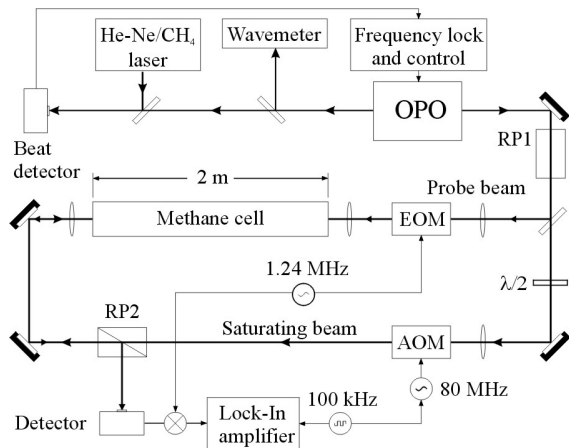 He-Ne/CH4
laser
Wavemeter
Frequency lock
and control
OPO
Beat
detector
RP1
2 m
Probe beam
Methane cell
EOM
1.24 MHz
λ/2
RP2
Saturating beam
AOM
100 kHz
80 MHz
Detector
Lock-In
amplifier